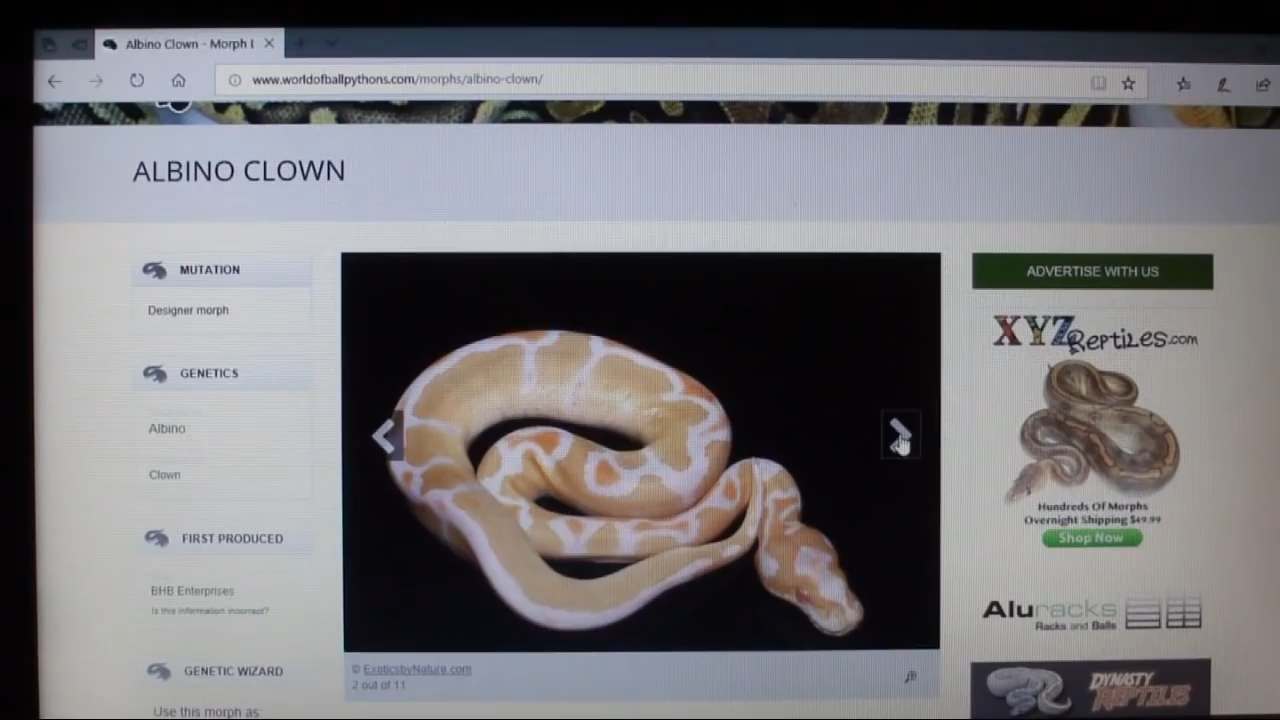 Albino Clown - Morph L
www.worldofballpythons.com/morphs/albino-clown/
ALBINO CLOWN
MUTATION
Designer morph
GENETICS
Albino
Clown
FIRST PRODUCED
BHB Enterprises
Is this information incorrect?
GENETIC WIZARD
Use this morph as:
© ExoticsbyNature.com
2 out of 11
ADVERTISE WITH US
XYZReptiles.com
Hundreds Of Morphs
Overnight Shipping $49.99
Shop Now
Aluracks
Racks and Balls
DYNASTY
REPTILES